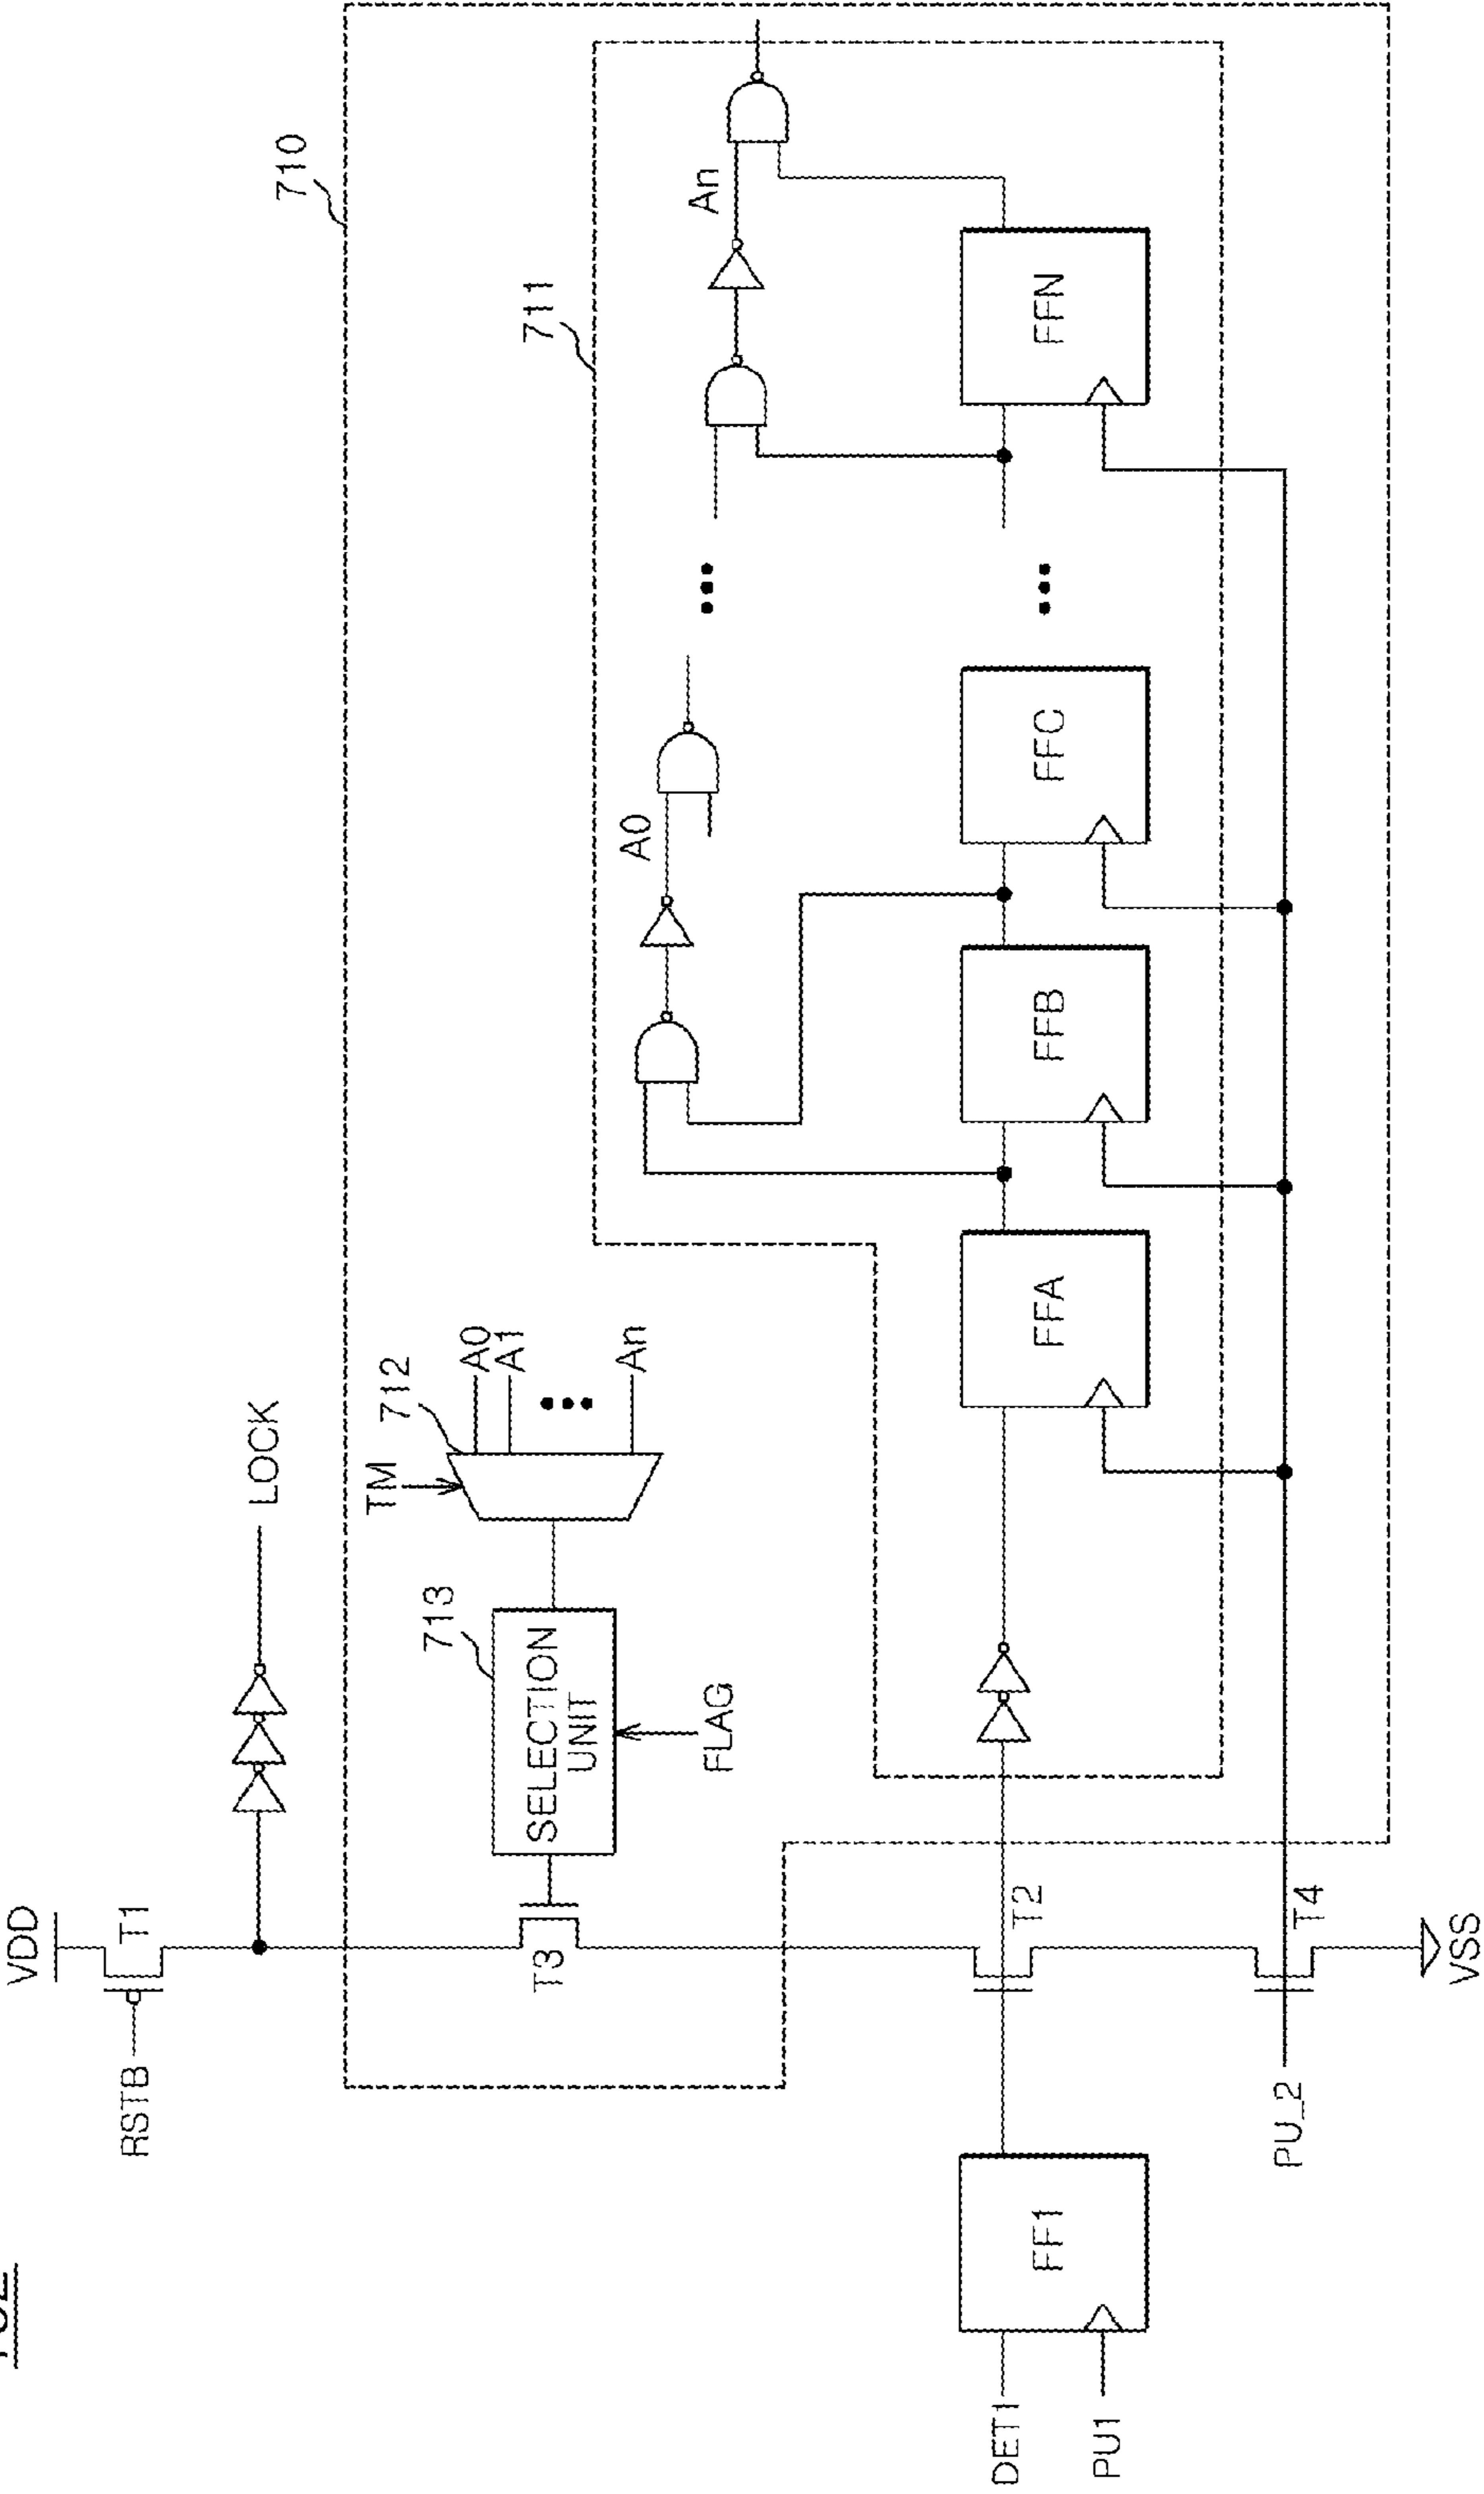 VDD
RSTB
T1
LOCK
710
T3
713
SELECTION
UNIT
FLAG
TM
712
A0
A1
An
711
A0
An
DET1
PU1
FF1
T2
FFA
FFB
FFC
FFN
PU_2
T4
VSS